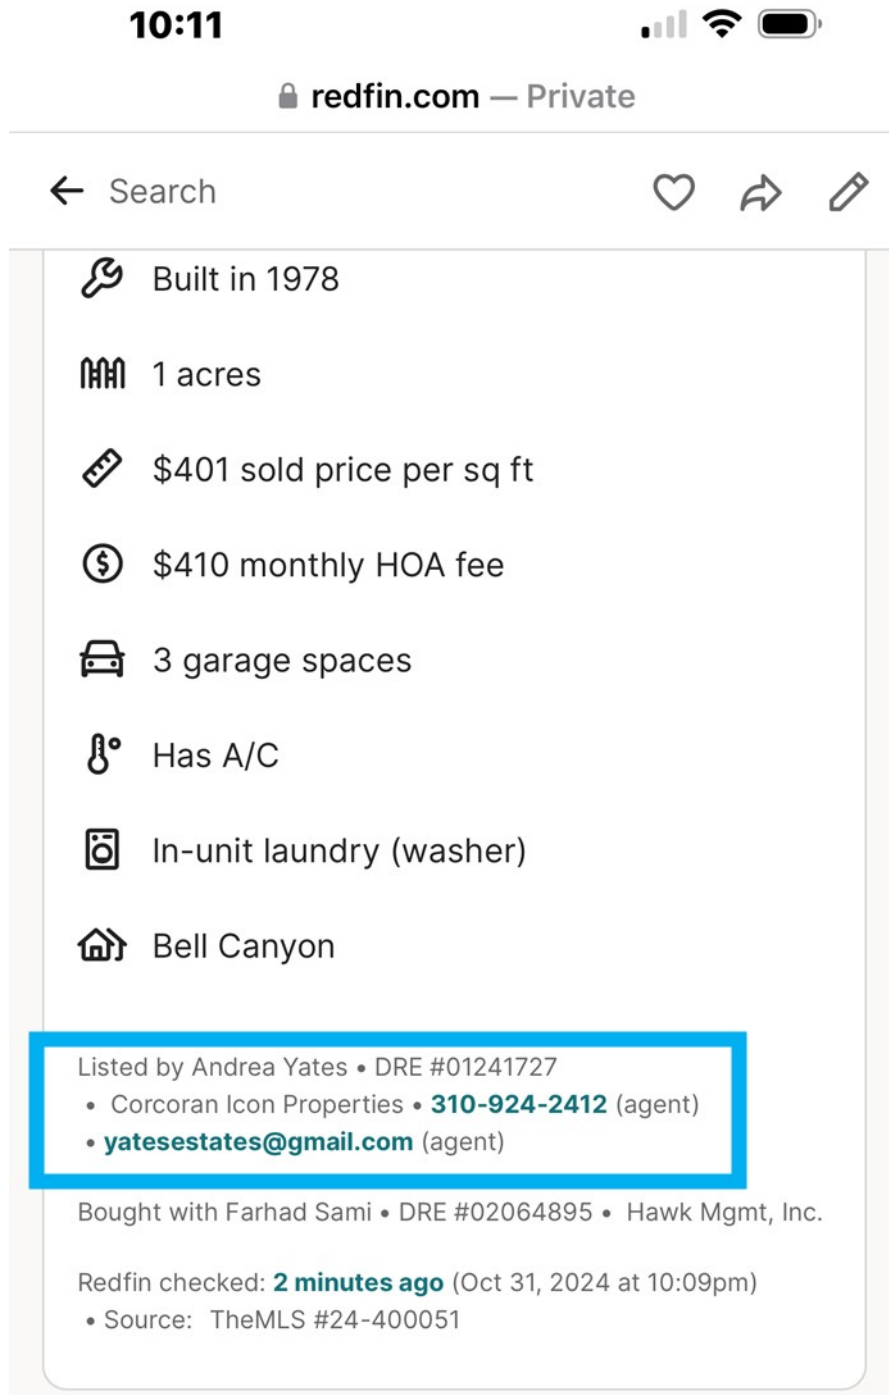 10:11
redfin.com — Private
Search
Built in 1978
1 acres
$401 sold price per sq ft
$410 monthly HOA fee
3 garage spaces
Has A/C
In-unit laundry (washer)
Bell Canyon
Listed by Andrea Yates • DRE #01241727
• Corcoran Icon Properties • 310-924-2412 (agent)
• yatesestates@gmail.com (agent)
Bought with Farhad Sami • DRE #02064895 • Hawk Mgmt, Inc.
Redfin checked: 2 minutes ago (Oct 31, 2024 at 10:09pm)
• Source: TheMLS #24-400051